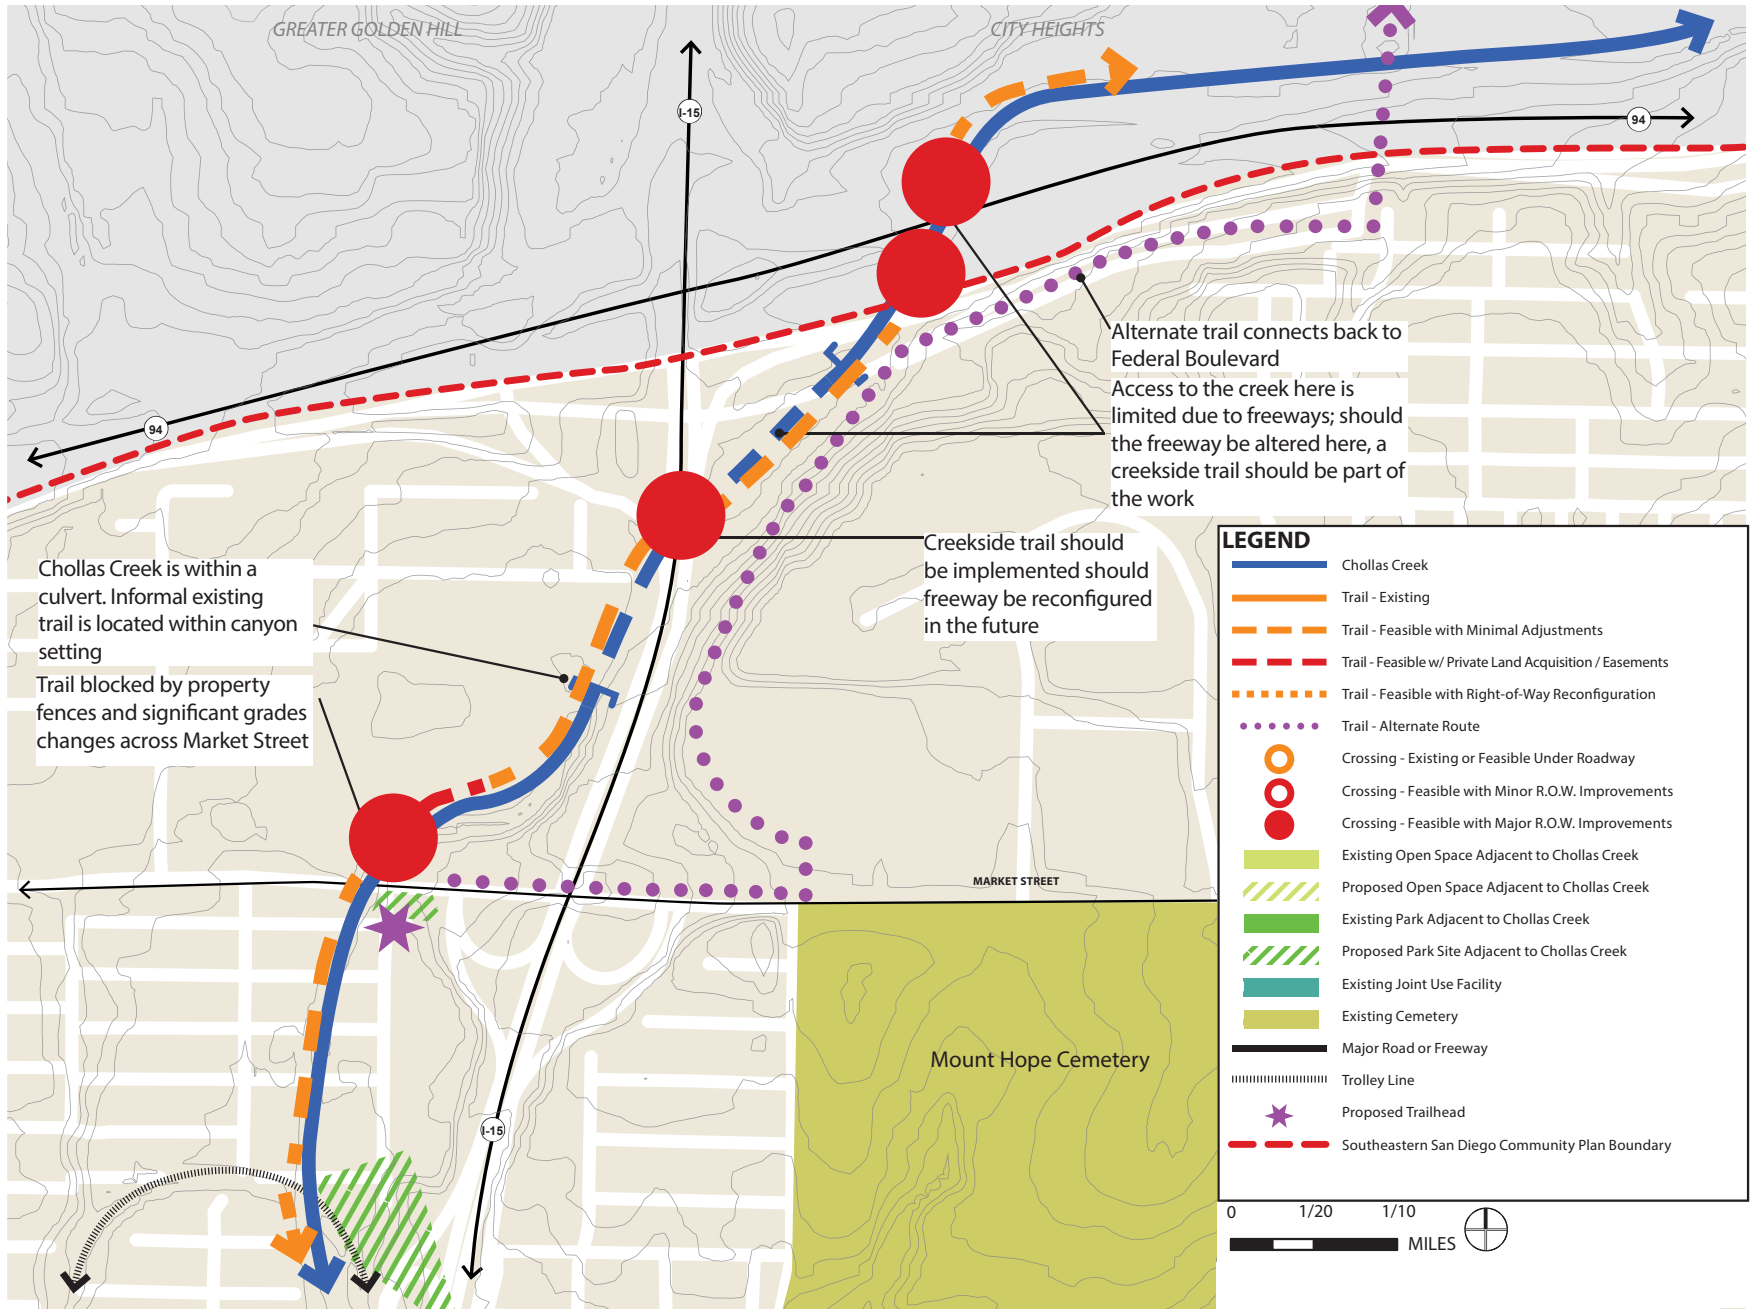 GREATER GOLDEN HILL
CITY HEIGHTS
I-15
94
94
Alternate trail connects back to
Federal Boulevard
Access to the creek here is
limited due to freeways; should
the freeway be altered here, a
creekside trail should be part of
the work
Creekside trail should
be implemented should
freeway be reconfigured
in the future
Chollas Creek is within a
culvert. Informal existing
trail is located within canyon
setting
Trail blocked by property
fences and significant grades
changes across Market Street
MARKET STREET
Mount Hope Cemetery
I-15
LEGEND
Chollas Creek
Trail - Existing
Trail - Feasible with Minimal Adjustments
Trail - Feasible w/ Private Land Acquisition / Easements
Trail - Feasible with Right-of-Way Reconfiguration
Trail - Alternate Route
Crossing - Existing or Feasible Under Roadway
Crossing - Feasible with Minor R.O.W. Improvements
Crossing - Feasible with Major R.O.W. Improvements
Existing Open Space Adjacent to Chollas Creek
Proposed Open Space Adjacent to Chollas Creek
Existing Park Adjacent to Chollas Creek
Proposed Park Site Adjacent to Chollas Creek
Existing Joint Use Facility
Existing Cemetery
Major Road or Freeway
Trolley Line
Proposed Trailhead
Southeastern San Diego Community Plan Boundary
0 1/20 1/10
MILES